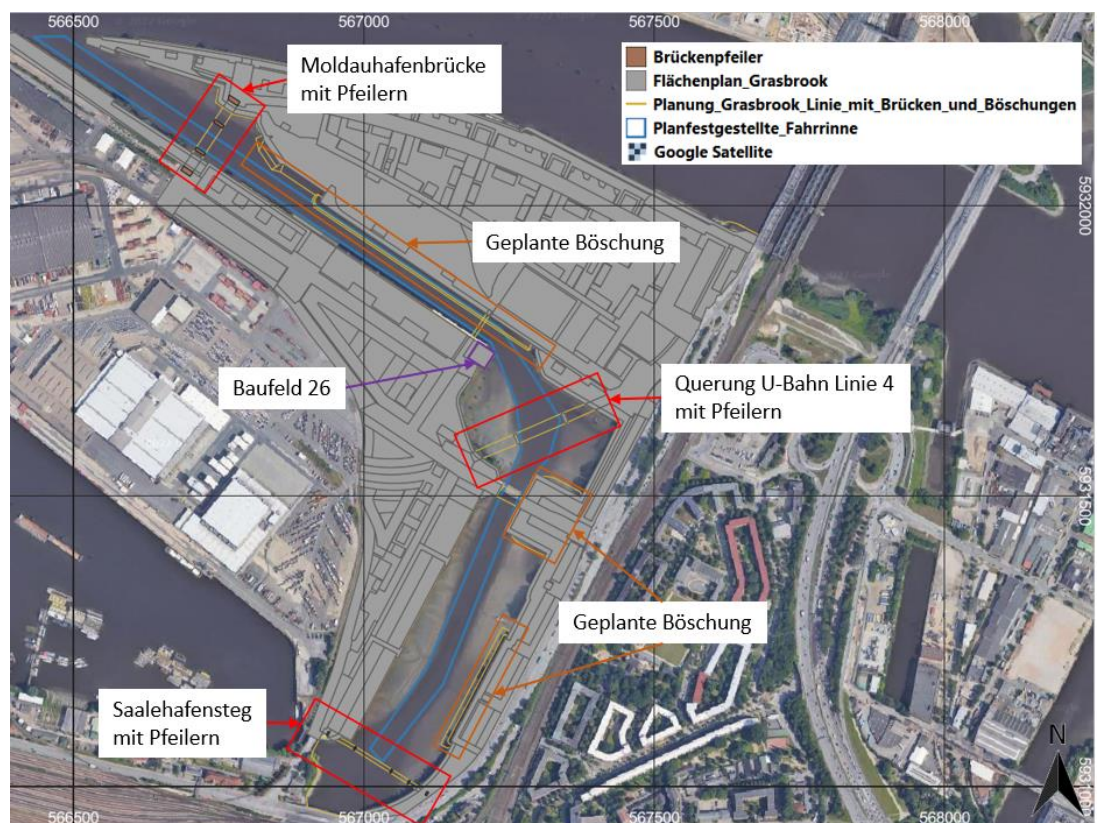 566500 567000 567500 568000
Moldauhafenbrücke
mit Pfeilern
Brückenpfeiler
Flächenplan_Grasbrook
Planung_Grasbrook_Linie_mit_Brücken_und_Böschungen
Planfestgestellte_Fahrrinne
Google Satellite
5932000
Geplante Böschung
Baufeld 26
Querung U-Bahn Linie 4
mit Pfeilern
5931500
Geplante Böschung
Saalehafensteg
mit Pfeilern
N
5931000
566500 567000 567500 568000